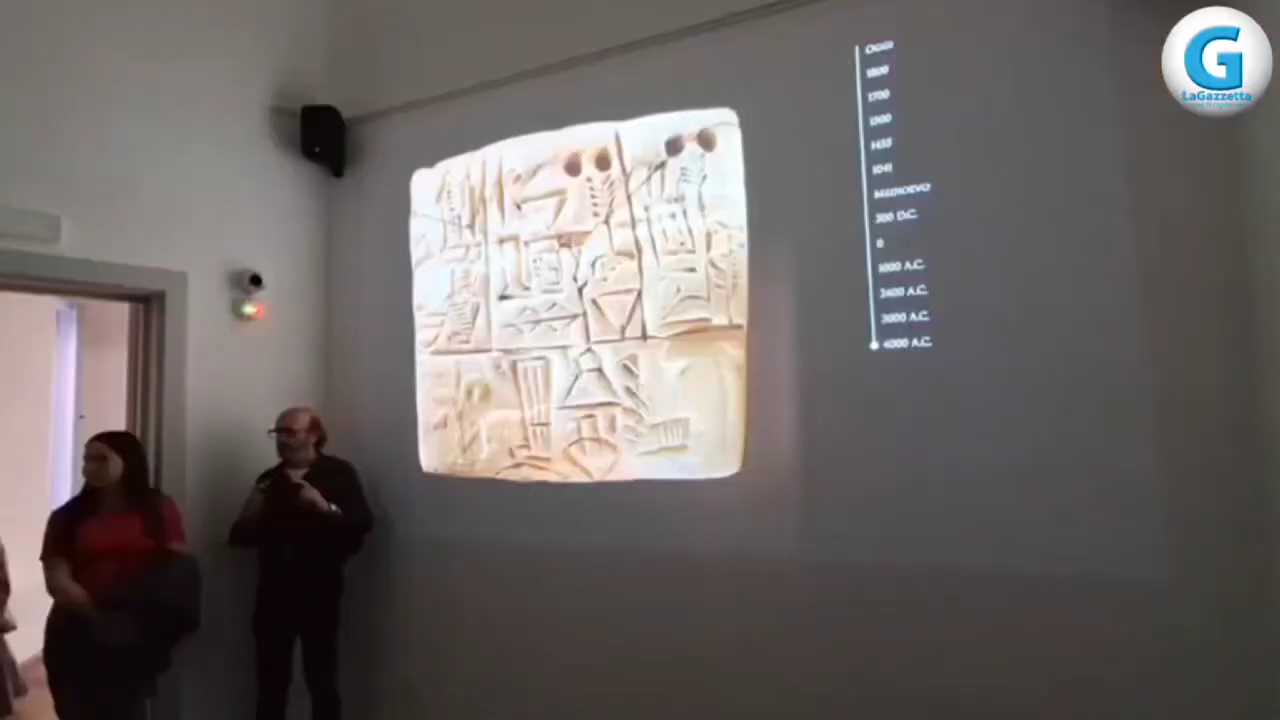 G
LaGazzetta
OGGI
1800
1700
1500
1455
1041
MEDIOEVO
300 D.C.
0
1000 A.C.
2400 A.C.
3000 A.C.
4000 A.C.